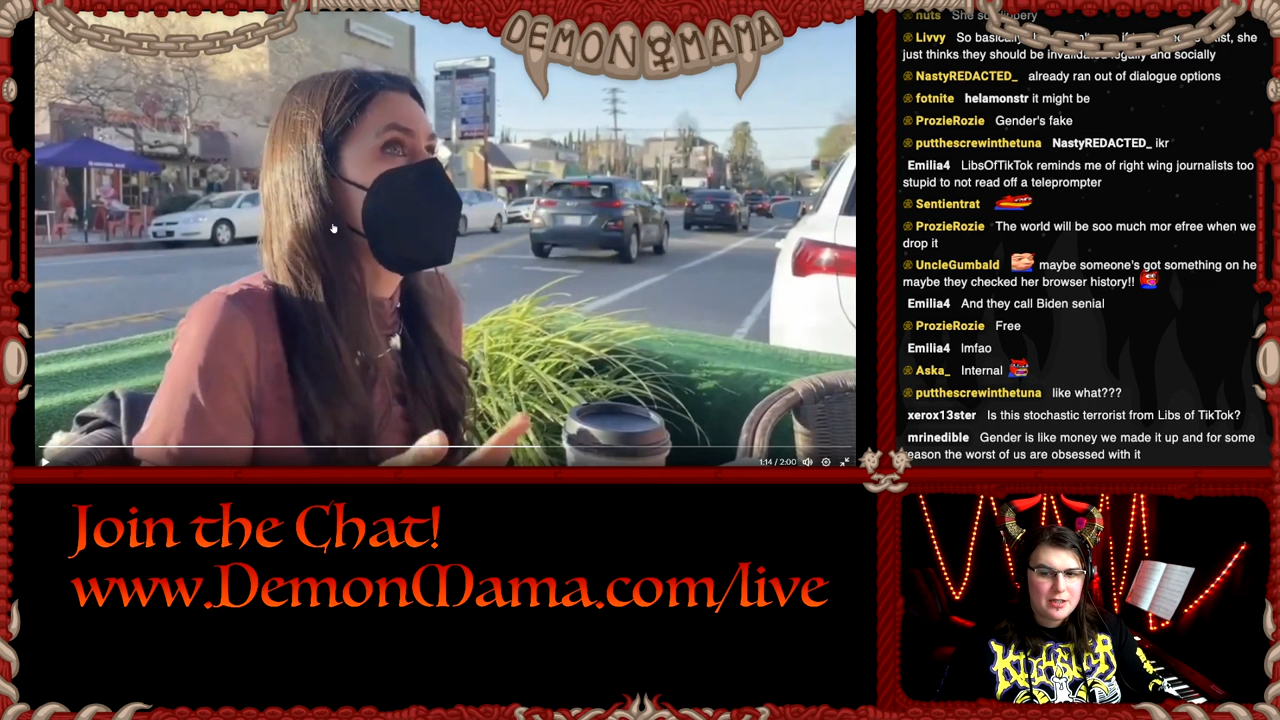 DEMON MAMA
nuts She so slippery
Livvy So basically
st, she
just thinks they should be invalidated legally and socially
NastyREDACTED_ already ran out of dialogue options
fotnite helamonstr it might be
ProzieRozie Gender's fake
putthescrewinthetuna NastyREDACTED_ ikr
Emilia4 LibsOfTikTok reminds me of right wing journalists too
stupid to not read off a teleprompter
Sentientrat
ProzieRozie The world will be soo much mor efree when we
drop it
UncleGumbald maybe someone's got something on he
maybe they checked her browser history!!
Emilia4 And they call Biden senial
ProzieRozie Free
Emilia4 lmfao
Aska_ Internal
putthescrewinthetuna like what???
xerox13ster Is this stochastic terrorist from Libs of TikTok?
mrinedible Gender is like money we made it up and for some
reason the worst of us are obsessed with it
1:14 / 2:00
Join the Chat!
www.DemonMama.com/live